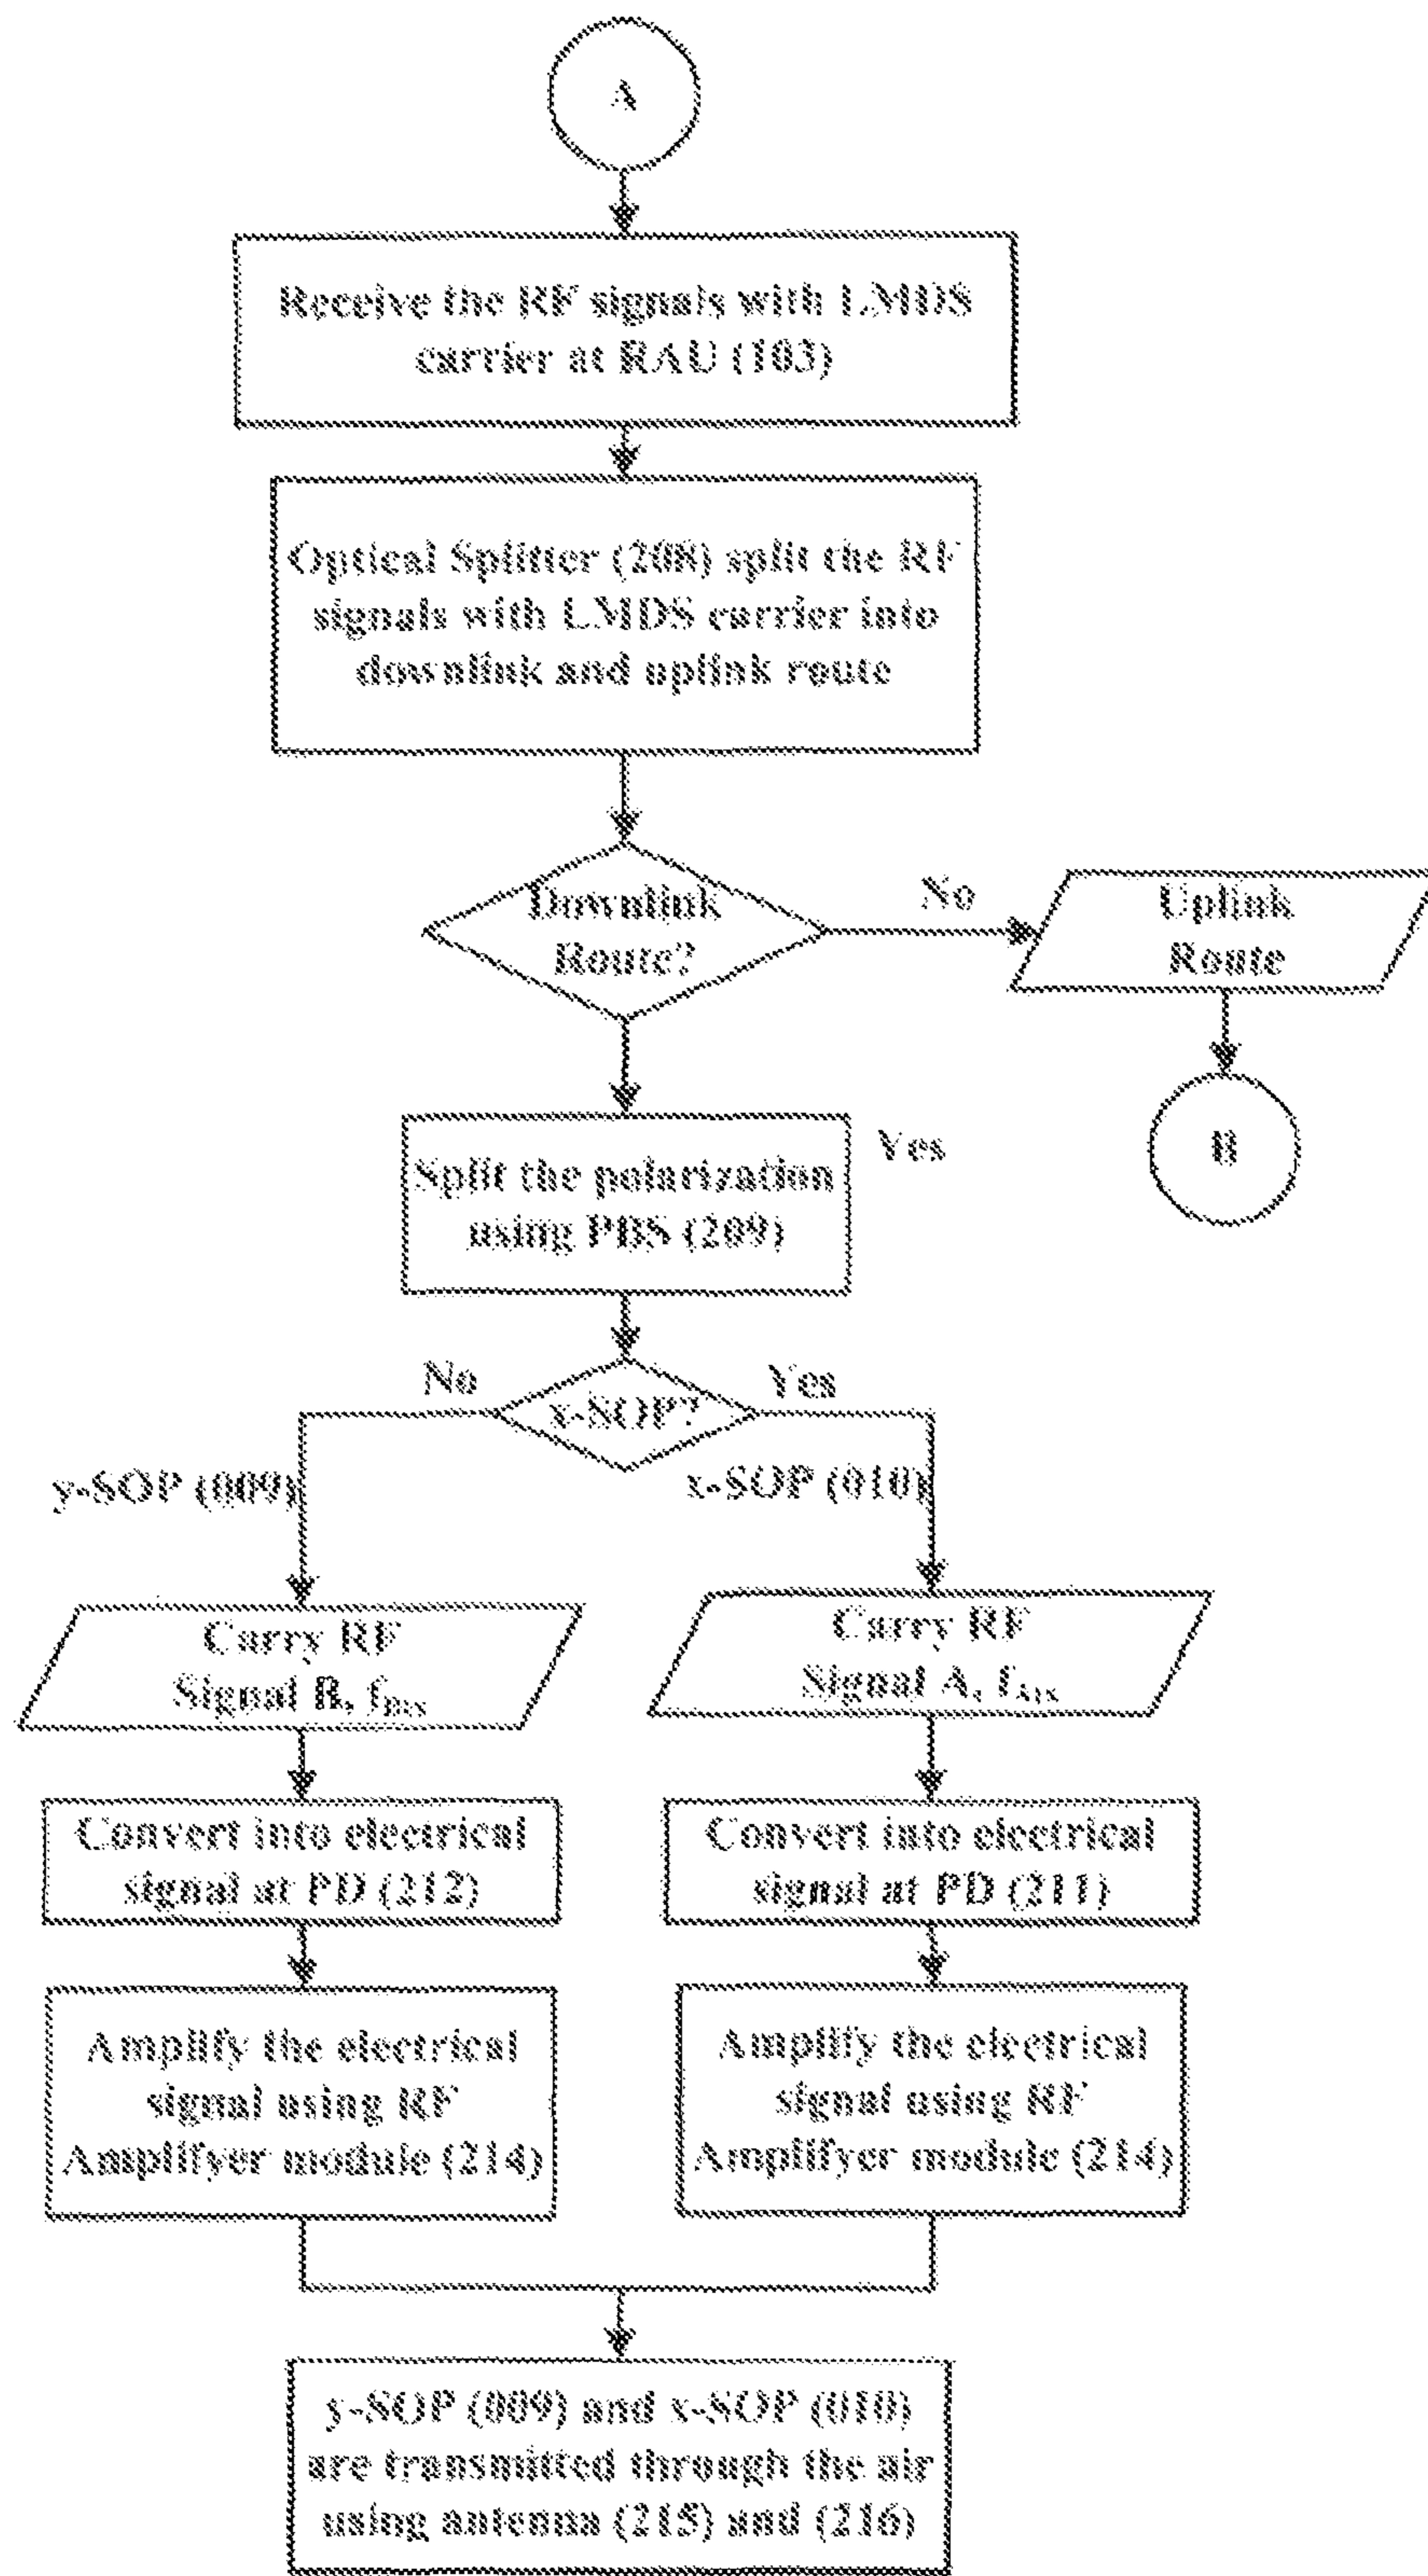 A
Receive the RF signals with LMDS
carrier at RAU (103)
Optical Splitter (208) split the RF
signals with LMDS carrier into
downlink and uplink route
Downlink
Route?
No
Uplink
Route
B
Yes
Split the polarization
using PBS (209)
x-SOP?
No
Yes
y-SOP (009)
x-SOP (010)
Carry RF
Signal B,
Carry RF
Signal A,
Convert into electrical
signal at PD (212)
Convert into electrical
signal at PD (211)
Amplify the electrical
signal using RF
Amplifyer module (214)
Amplify the electrical
signal using RF
Amplifyer module (214)
y-SOP (009) and x-SOP (010)
are transmitted through the air
using antenna (215) and (216)